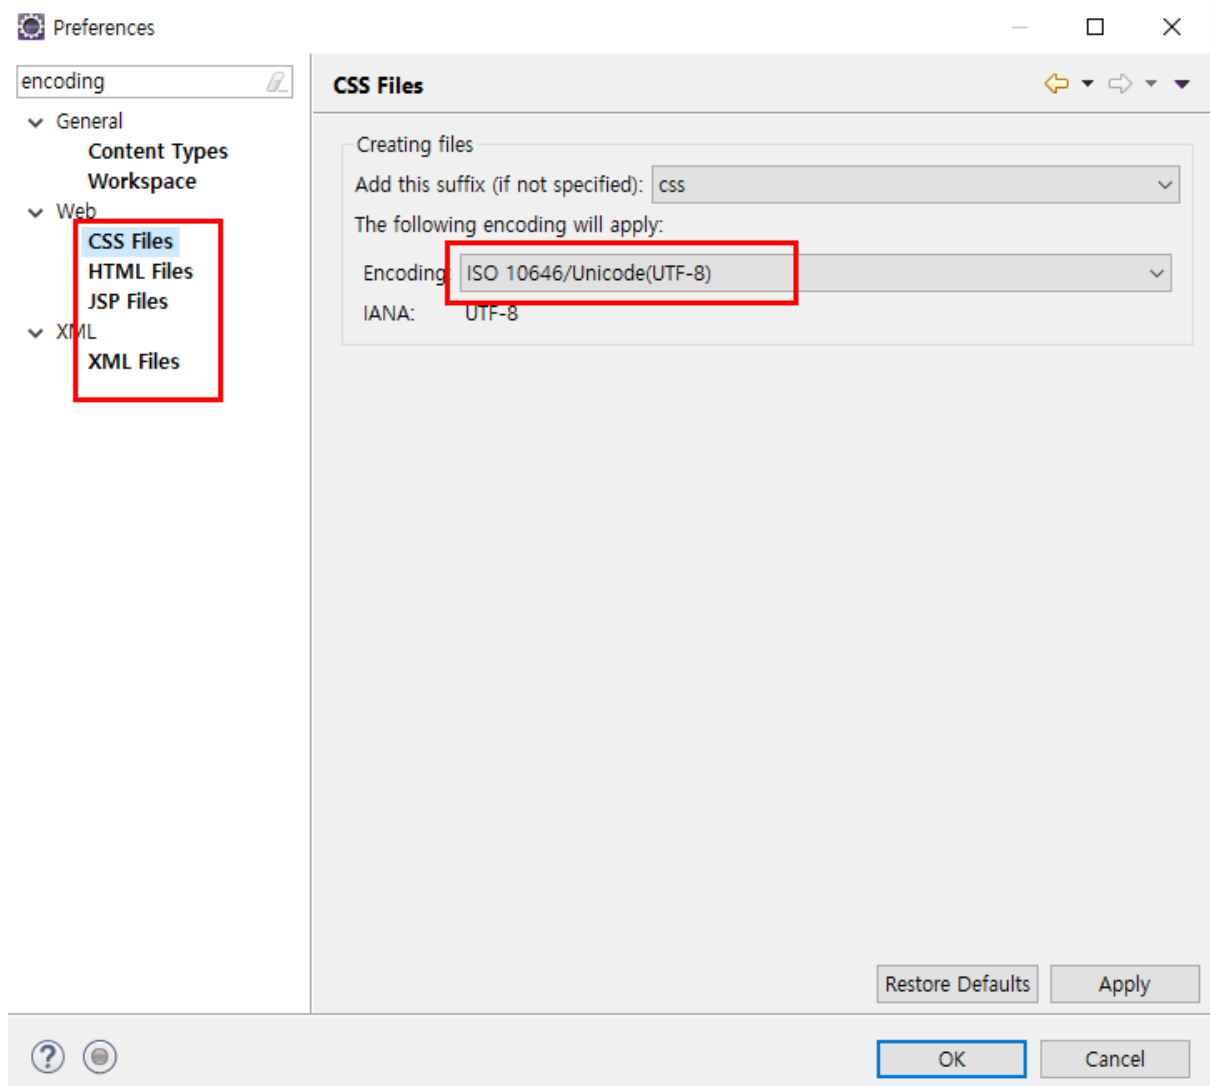 Preferences
encoding
General
Content Types
Workspace
Web
CSS Files
HTML Files
JSP Files
XML
XML Files
CSS Files
Creating files
Add this suffix (if not specified): css
The following encoding will apply:
Encoding: ISO 10646/Unicode(UTF-8)
IANA: UTF-8
Restore Defaults Apply
? OK Cancel